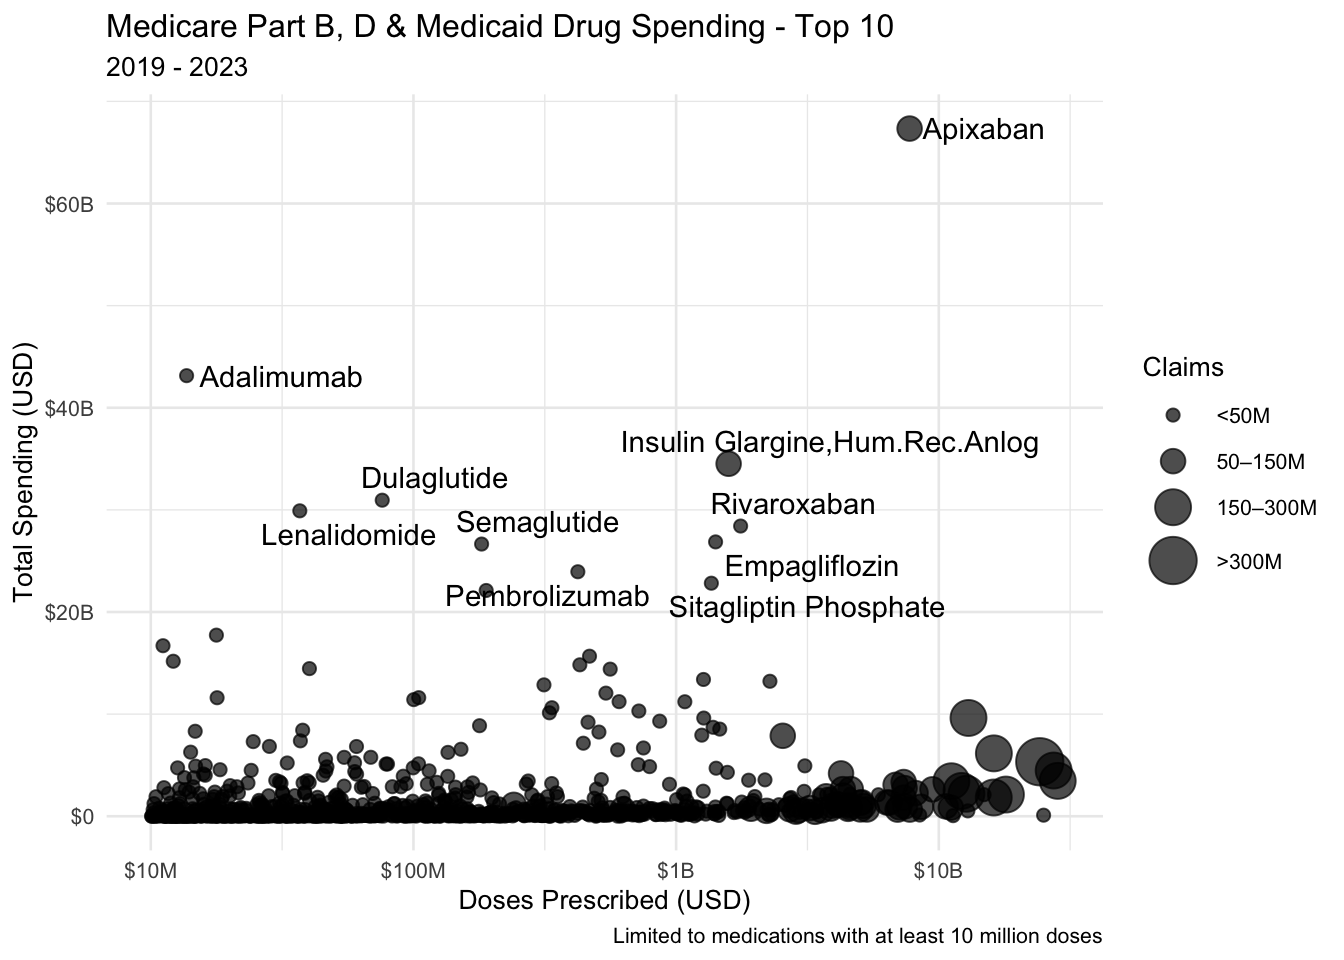 Medicare Part B, D & Medicaid Drug Spending - Top 10
2019 - 2023
Total Spending (USD)
$60B
$40B
$20B
$0
Apixaban
Adalimumab
Insulin Glargine,Hum.Rec.Anlog
Dulaglutide
Rivaroxaban
Semaglutide
Lenalidomide
Empagliflozin
Pembrolizumab
Sitagliptin Phosphate
$10M
$100M
$1B
$10B
Doses Prescribed (USD)
Limited to medications with at least 10 million doses
Claims
<50M
50–150M
150–300M
>300M